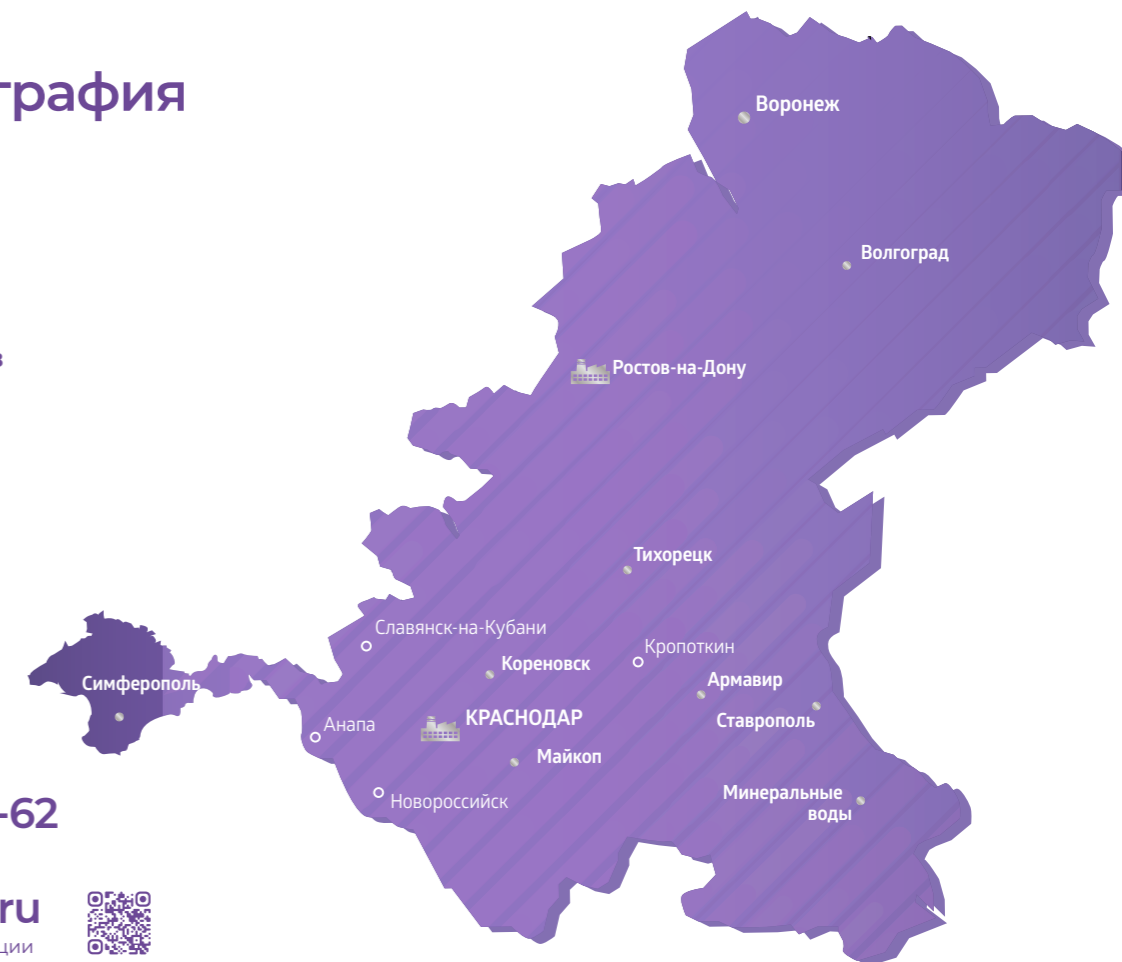 графия
Воронеж
Волгоград
в
Ростов-на-Дону
Тихорецк
Славянск-на-Кубани
Кропоткин
Кореновск
Армавир
Симферополь
КРАСНОДАР
Ставрополь
Анапа
Майкоп
Минеральные
воды
Новороссийск
-62
ru
ции